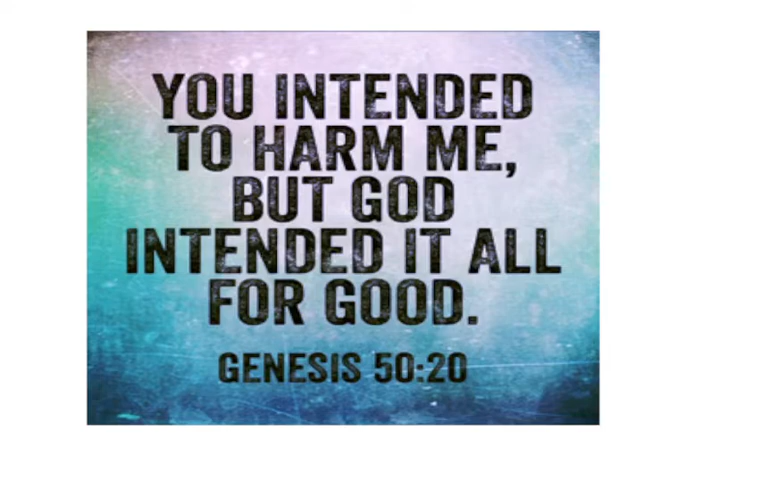 YOU INTENDED
TO HARM ME,
BUT GOD
INTENDED IT ALL
FOR GOOD.
GENESIS 50:20